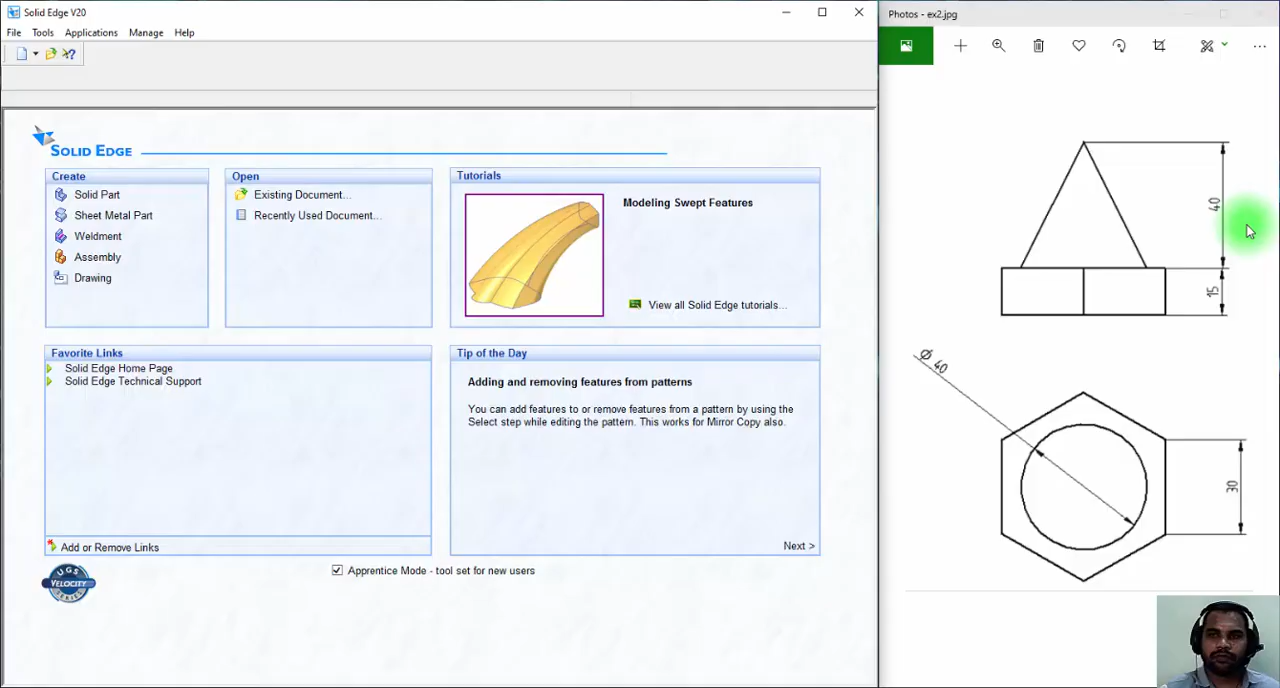 Solid Edge V20
Photos - ex2.jpg
File Tools Applications Manage Help
SOLID EDGE
Create
Solid Part
Sheet Metal Part
Weldment
Assembly
Drawing
Open
Existing Document...
Recently Used Document...
Tutorials
Modeling Swept Features
View all Solid Edge tutorials...
Favorite Links
Solid Edge Home Page
Solid Edge Technical Support
Add or Remove Links
Tip of the Day
Adding and removing features from patterns
You can add features to or remove features from a pattern by using the
Select step while editing the pattern. This works for Mirror Copy also.
Next >
UGS
VELOCITY
SERIES
Apprentice Mode - tool set for new users
40
15
Ø 40
30